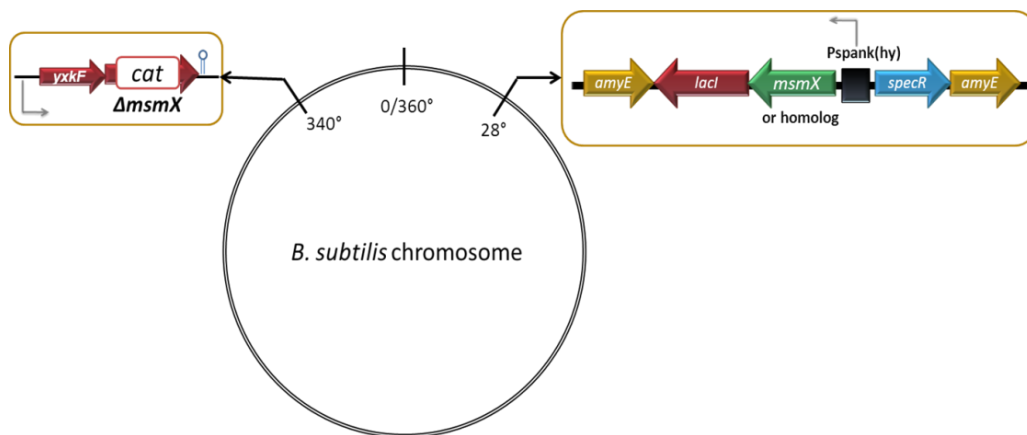 yxkF cat
ΔmsmX
340°
0/360°
28°
Pspank(hy)
amyE lacI msmX specR amyE
or homolog
B. subtilis chromosome